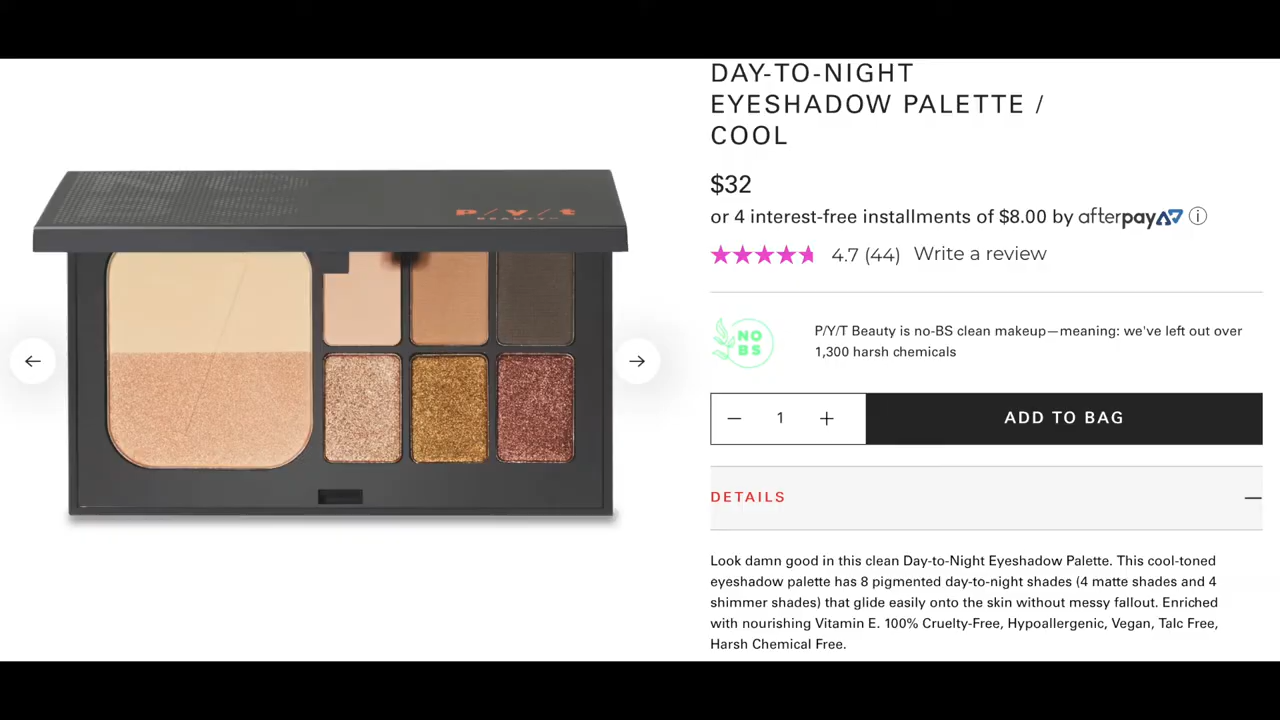 DAY-TO-NIGHT
EYESHADOW PALETTE /
COOL
$32
or 4 interest-free installments of $8.00 by afterpay
4.7 (44) Write a review
NO
BS
P/Y/T Beauty is no-BS clean makeup—meaning: we've left out over
1,300 harsh chemicals
1
ADD TO BAG
DETAILS
Look damn good in this clean Day-to-Night Eyeshadow Palette. This cool-toned
eyeshadow palette has 8 pigmented day-to-night shades (4 matte shades and 4
shimmer shades) that glide easily onto the skin without messy fallout. Enriched
with nourishing Vitamin E. 100% Cruelty-Free, Hypoallergenic, Vegan, Talc Free,
Harsh Chemical Free.
P/Y/t
BEAUTY™